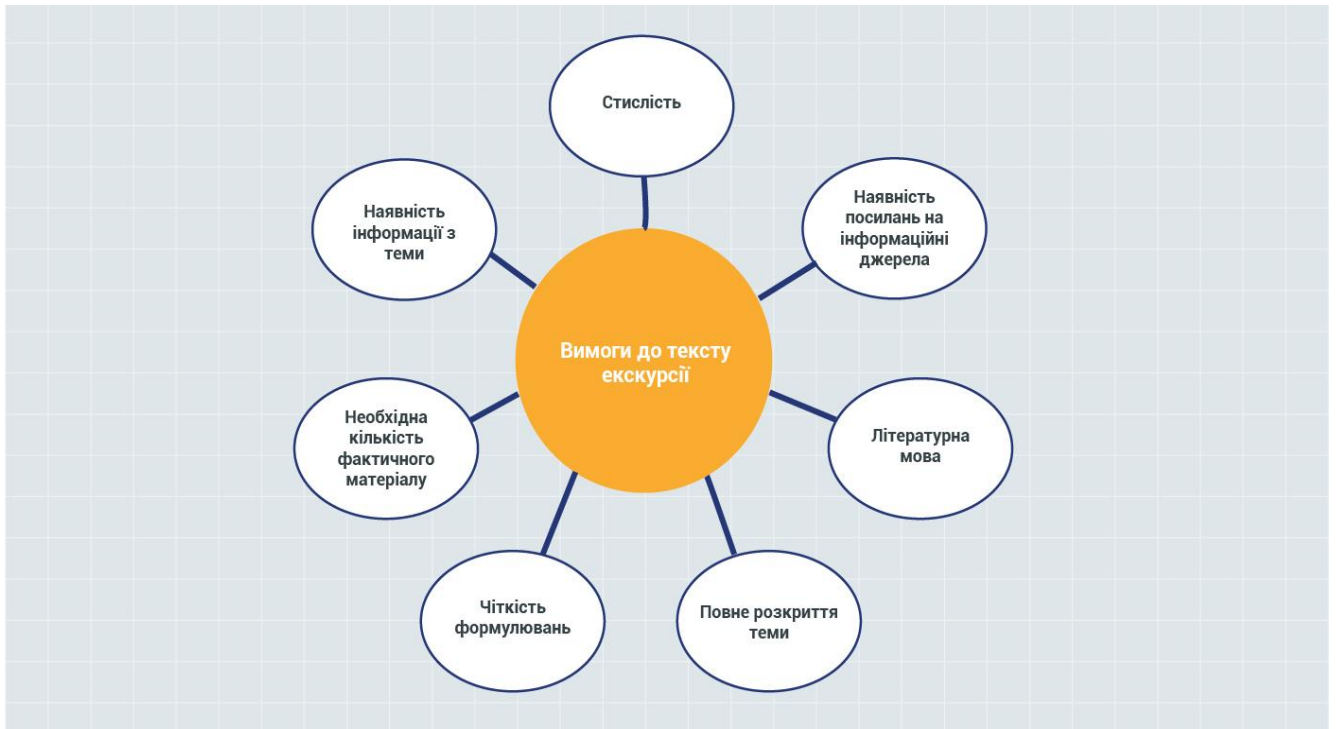 Стислість
Наявність
посилань на
інформаційні
джерела
Літературна
мова
Повне розкриття
теми
Чіткість
формулювань
Необхідна
кількість
фактичного
матеріалу
Наявність
інформації з
теми
Вимоги до тексту
екскурсії